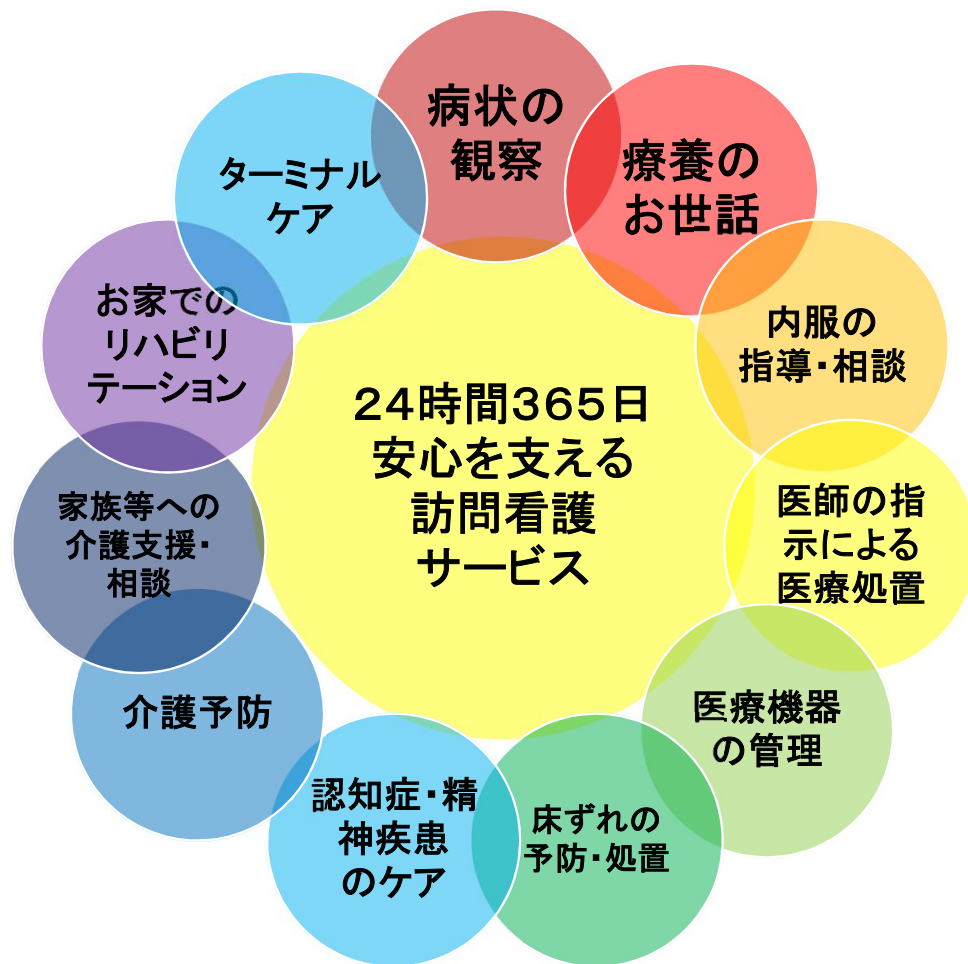 病状の
観察
療養の
お世話
内服の
指導・相談
医師の指
示による
医療処置
医療機器
の管理
床ずれの
予防・処置
認知症・精
神疾患
のケア
介護予防
家族等への
介護支援・
相談
お家での
リハビリ
テーション
ターミナル
ケア
24時間365日
安心を支える
訪問看護
サービス